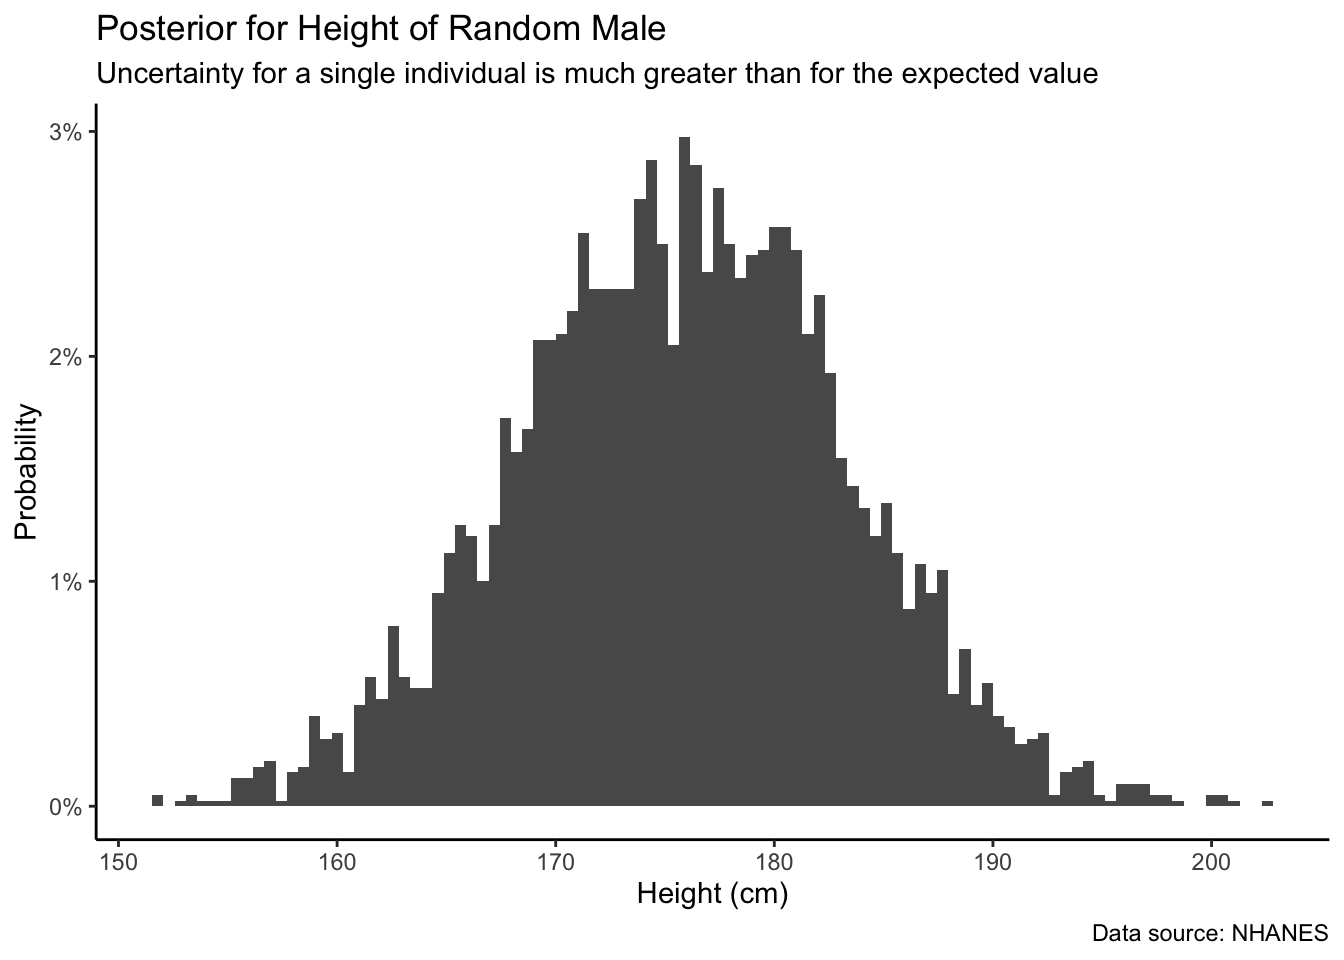 Posterior for Height of Random Male
Uncertainty for a single individual is much greater than for the expected value
3%
2%
1%
0%
Probability
150 160 170 180 190 200
Height (cm)
Data source: NHANES